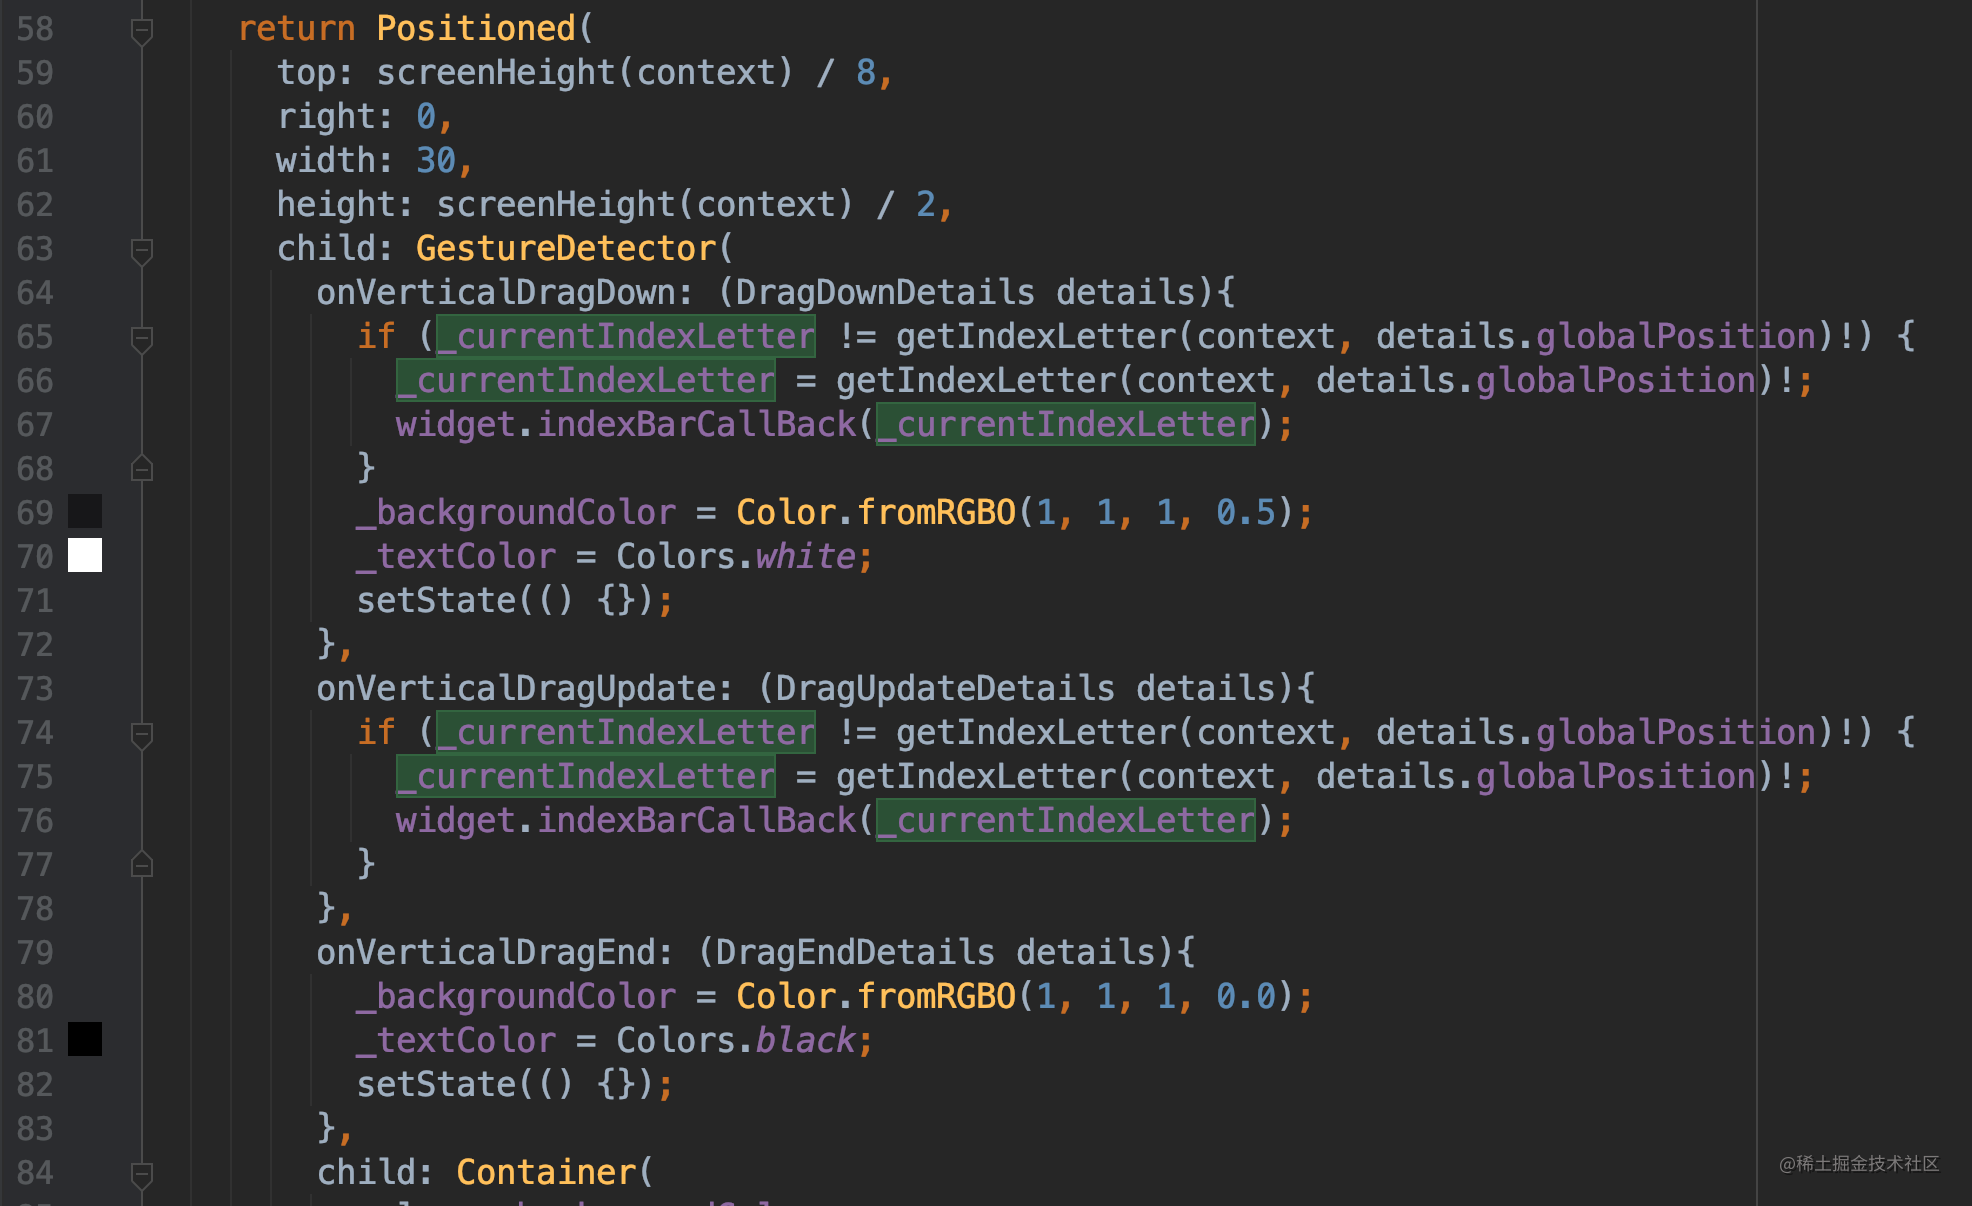 58 return Positioned(
59 top: screenHeight(context) / 8,
60 right: 0,
61 width: 30,
62 height: screenHeight(context) / 2,
63 child: GestureDetector(
64 onVerticalDragDown: (DragDownDetails details){
65 if (_currentIndexLetter != getIndexLetter(context, details.globalPosition)!) {
66 _currentIndexLetter = getIndexLetter(context, details.globalPosition)!;
67 widget.indexBarCallBack(_currentIndexLetter);
68 }
69 _backgroundColor = Color.fromRGBO(1, 1, 1, 0.5);
70 _textColor = Colors.white;
71 setState(() {});
72 },
73 onVerticalDragUpdate: (DragUpdateDetails details){
74 if (_currentIndexLetter != getIndexLetter(context, details.globalPosition)!) {
75 _currentIndexLetter = getIndexLetter(context, details.globalPosition)!;
76 widget.indexBarCallBack(_currentIndexLetter);
77 }
78 },
79 onVerticalDragEnd: (DragEndDetails details){
80 _backgroundColor = Color.fromRGBO(1, 1, 1, 0.0);
81 _textColor = Colors.black;
82 setState(() {});
83 },
84 child: Container(
@稀土掘金技术社区